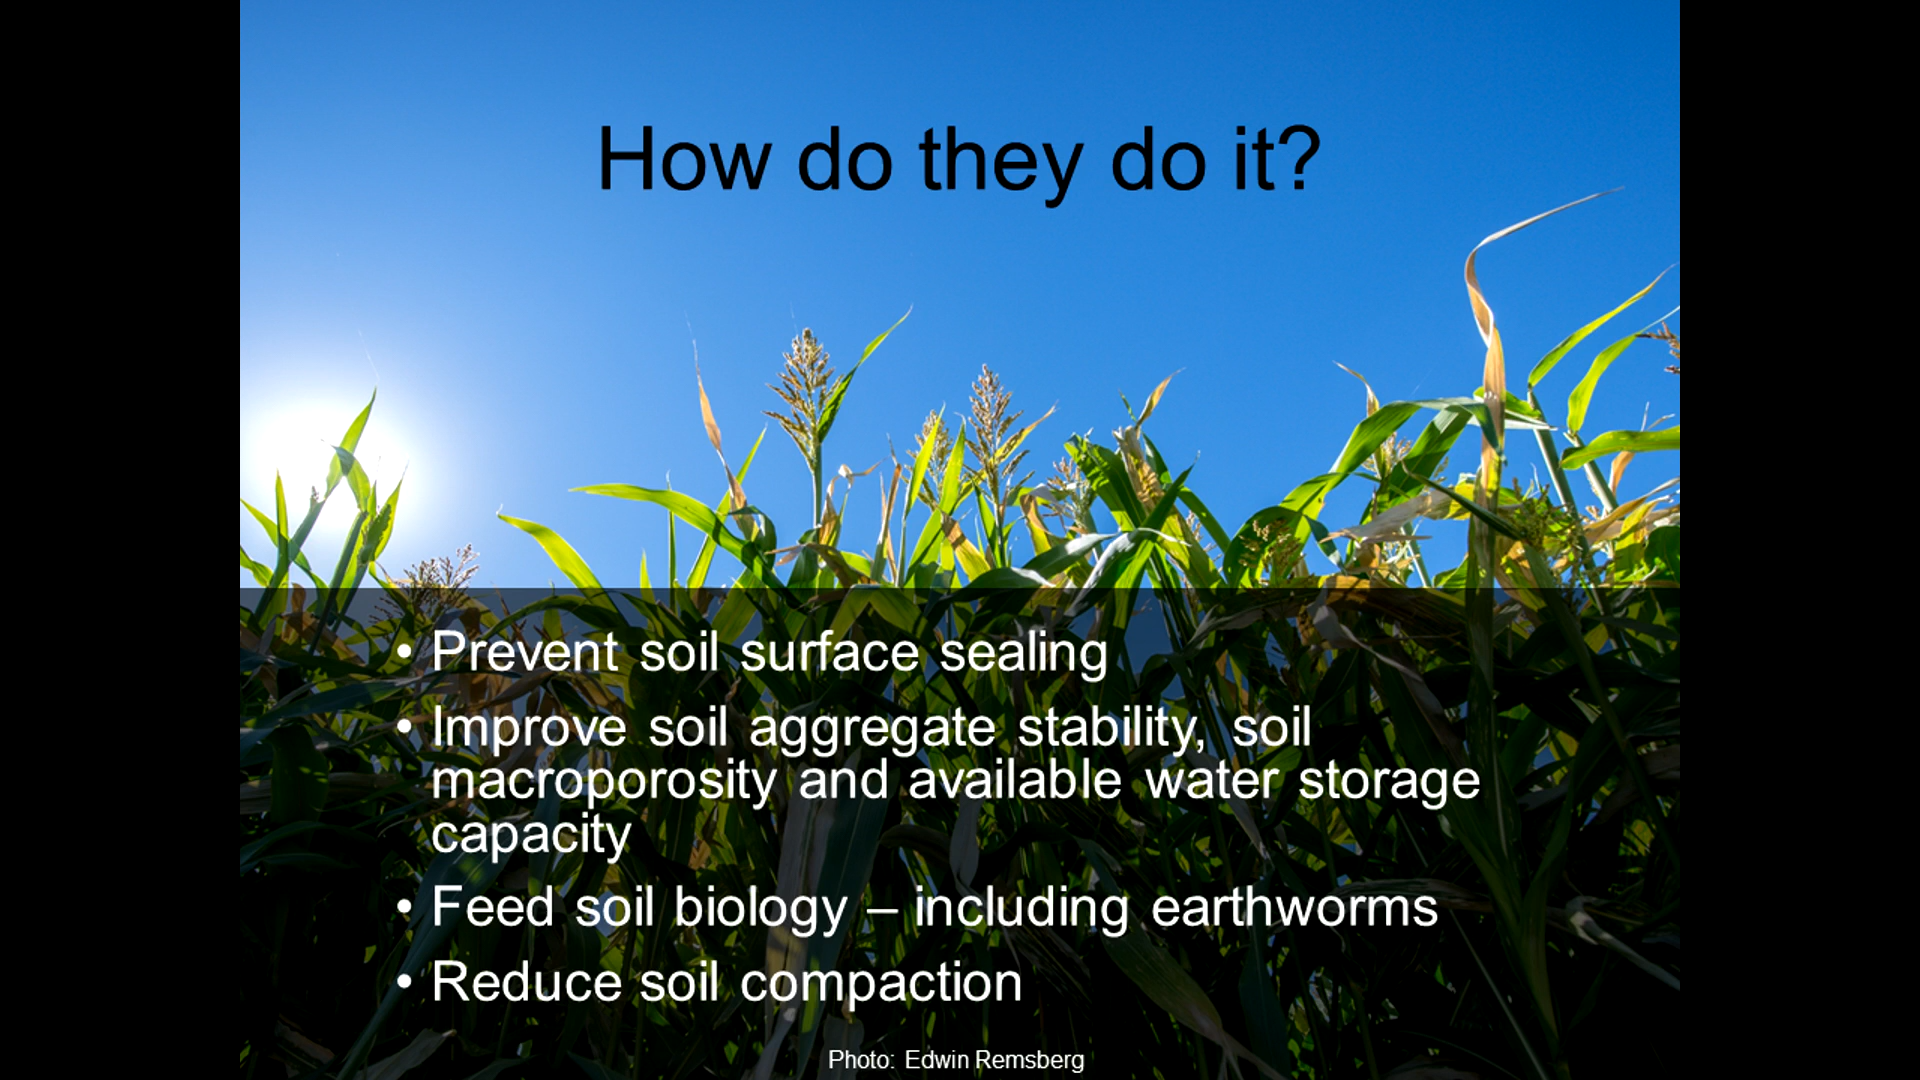 How do they do it?
• Prevent soil surface sealing
• Improve soil aggregate stability, soil
macroporosity and available water storage
capacity
• Feed soil biology – including earthworms
• Reduce soil compaction
Photo: Edwin Remsberg